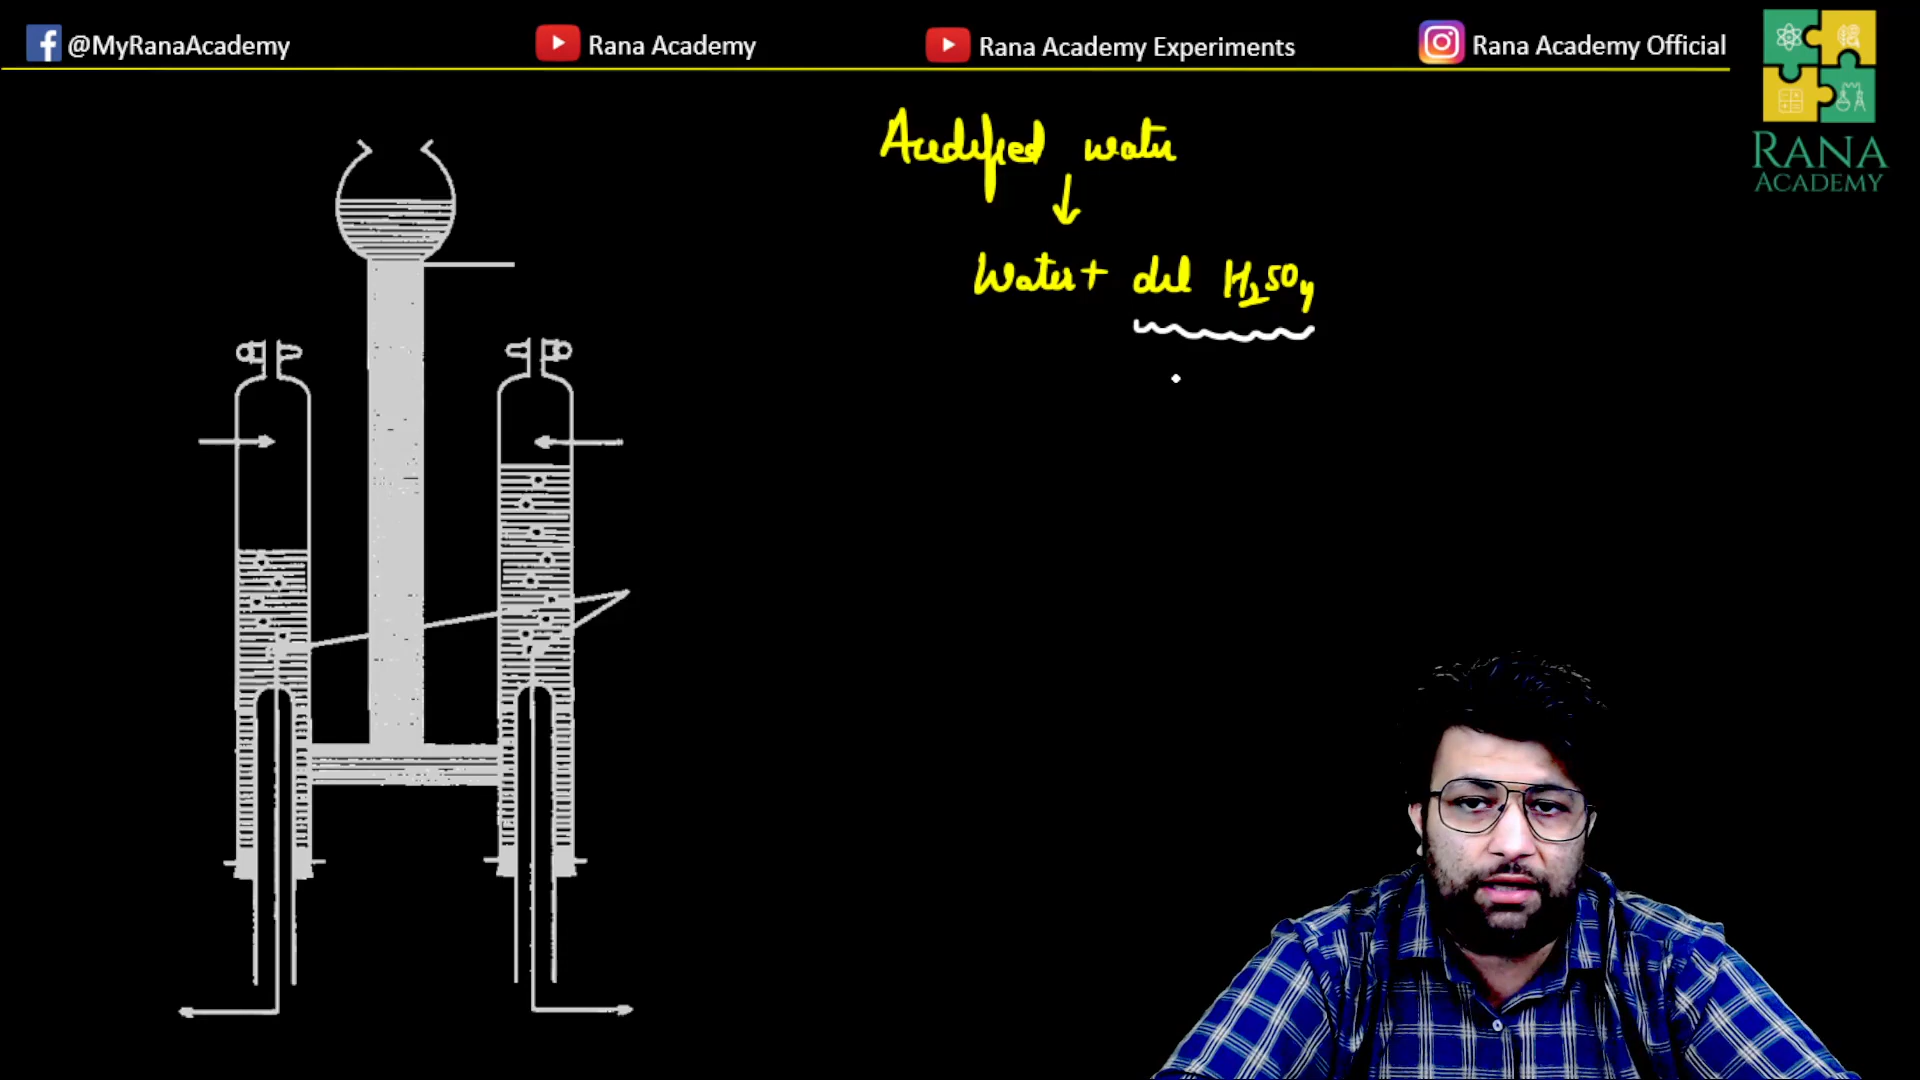 @MyRanaAcademy
Rana Academy
Rana Academy Experiments
Rana Academy Official
RANA
ACADEMY
Acidified water
Water + dil H₂SO₄